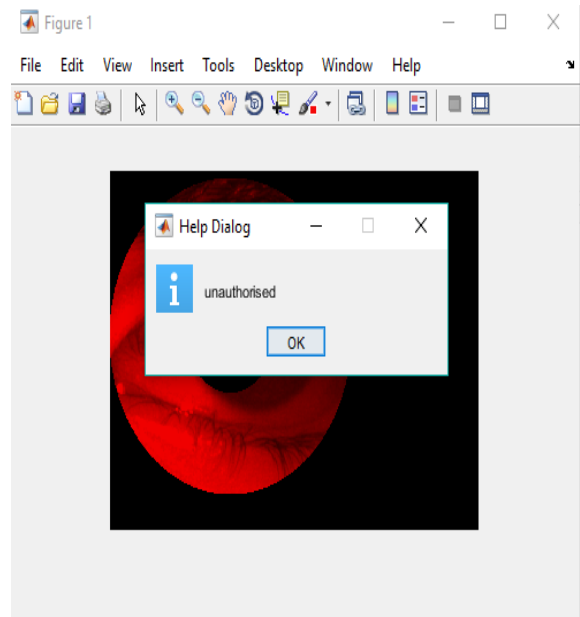 Figure 1
File Edit View Insert Tools Desktop Window Help
Help Dialog
unauthorised
OK